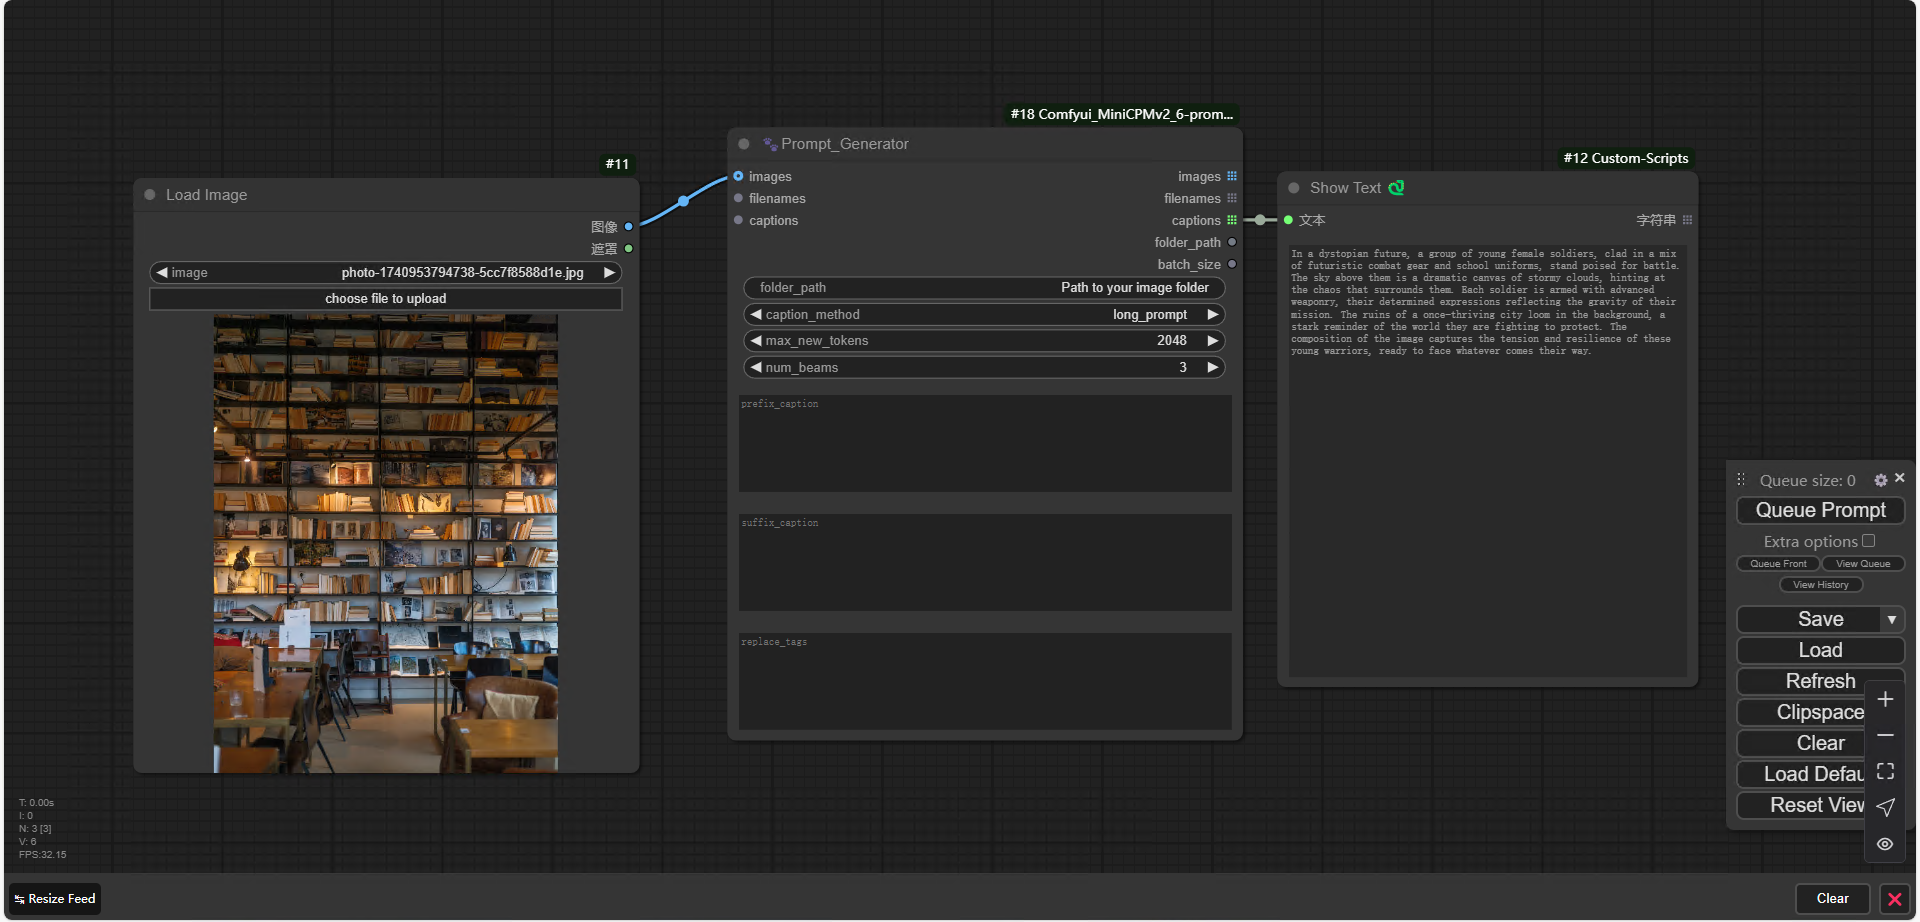 #18 Comfyui_MiniCPMv2_6-prom...
#11
#12 Custom-Scripts
Load Image
图像
遮罩
image photo-1740953794738-5cc7f8588d1e.jpg
choose file to upload
Prompt_Generator
images images
filenames filenames
captions captions
folder_path
batch_size
folder_path Path to your image folder
caption_method long_prompt
max_new_tokens 2048
num_beams 3
prefix_caption
suffix_caption
replace_tags
Show Text
文本 字符串
In a dystopian future, a group of young female soldiers, clad in a mix
of futuristic combat gear and school uniforms, stand poised for battle.
The sky above them is a dramatic canvas of stormy clouds, hinting at
the chaos that surrounds them. Each soldier is armed with advanced
weaponry, their determined expressions reflecting the gravity of their
mission. The ruins of a once-thriving city loom in the background, a
stark reminder of the world they are fighting to protect. The
composition of the image captures the tension and resilience of these
young warriors, ready to face whatever comes their way.
Queue size: 0
Queue Prompt
Extra options
Queue Front View Queue
View History
Save
Load
Refresh
Clipspace
Clear
Load Defau
Reset View
T: 0.00s
I: 0
N: 3 [3]
V: 6
FPS:32.15
Resize Feed
Clear